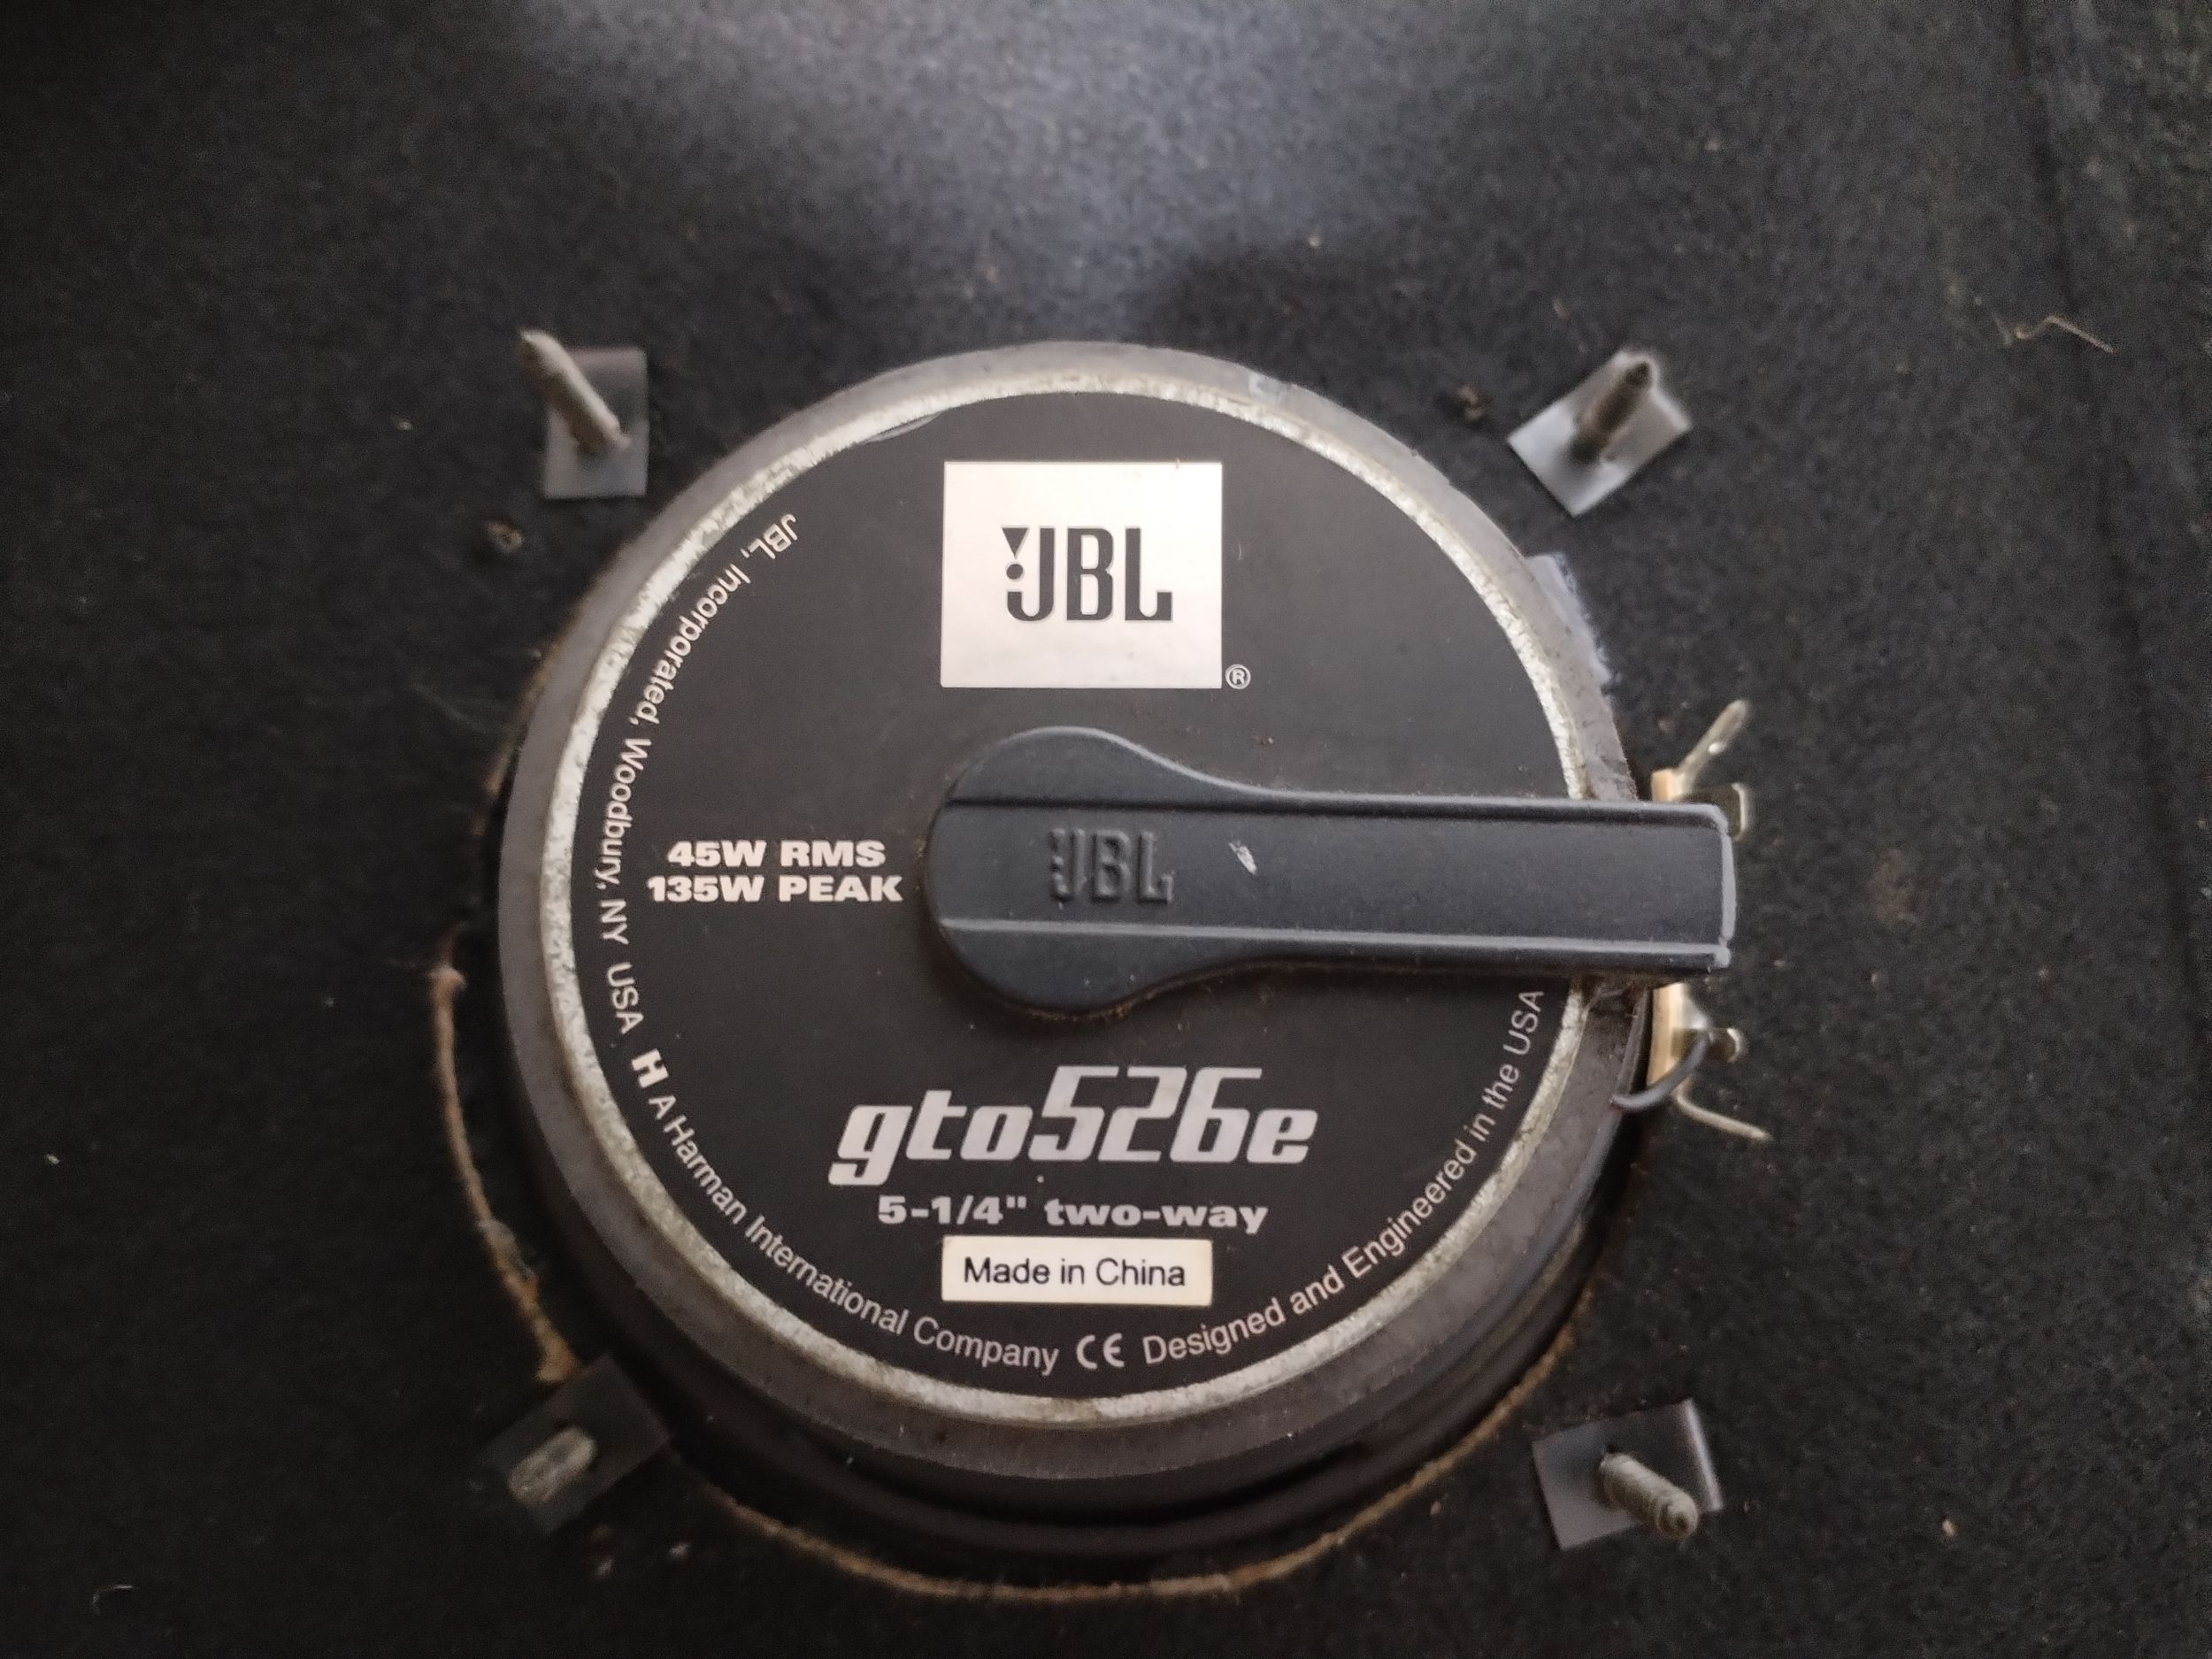 JBL
®
JBL, Incorporated, Woodbury, NY USA H A Harman International Company CE Designed and Engineered in the USA
45W RMS
135W PEAK
JBL
gto526e
5-1/4" two-way
Made in China